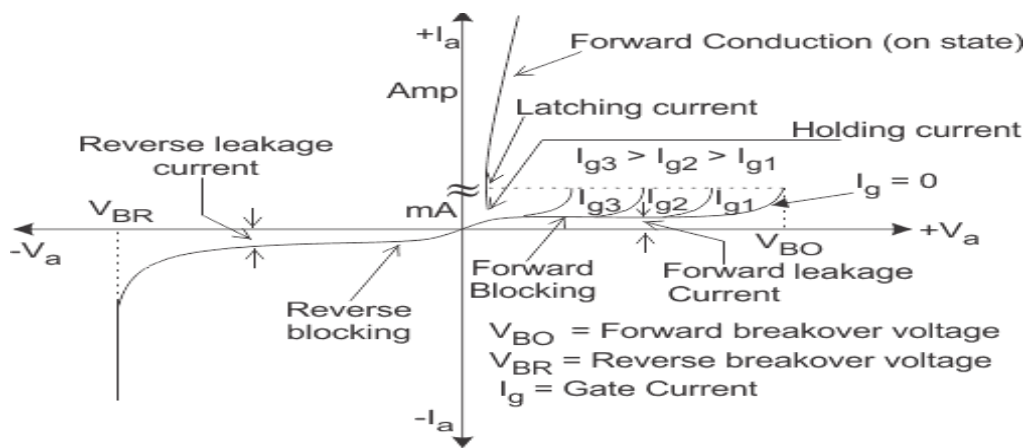 +Ia
Forward Conduction (on state)
Amp
Latching current
Holding current
Reverse leakage
current
Ig3 > Ig2 > Ig1
Ig = 0
VBR
mA
Ig3
Ig2
Ig1
-Va
+Va
VBO
Forward
Blocking
Forward leakage
Current
Reverse
blocking
VBO = Forward breakover voltage
VBR = Reverse breakover voltage
Ig = Gate Current
-Ia